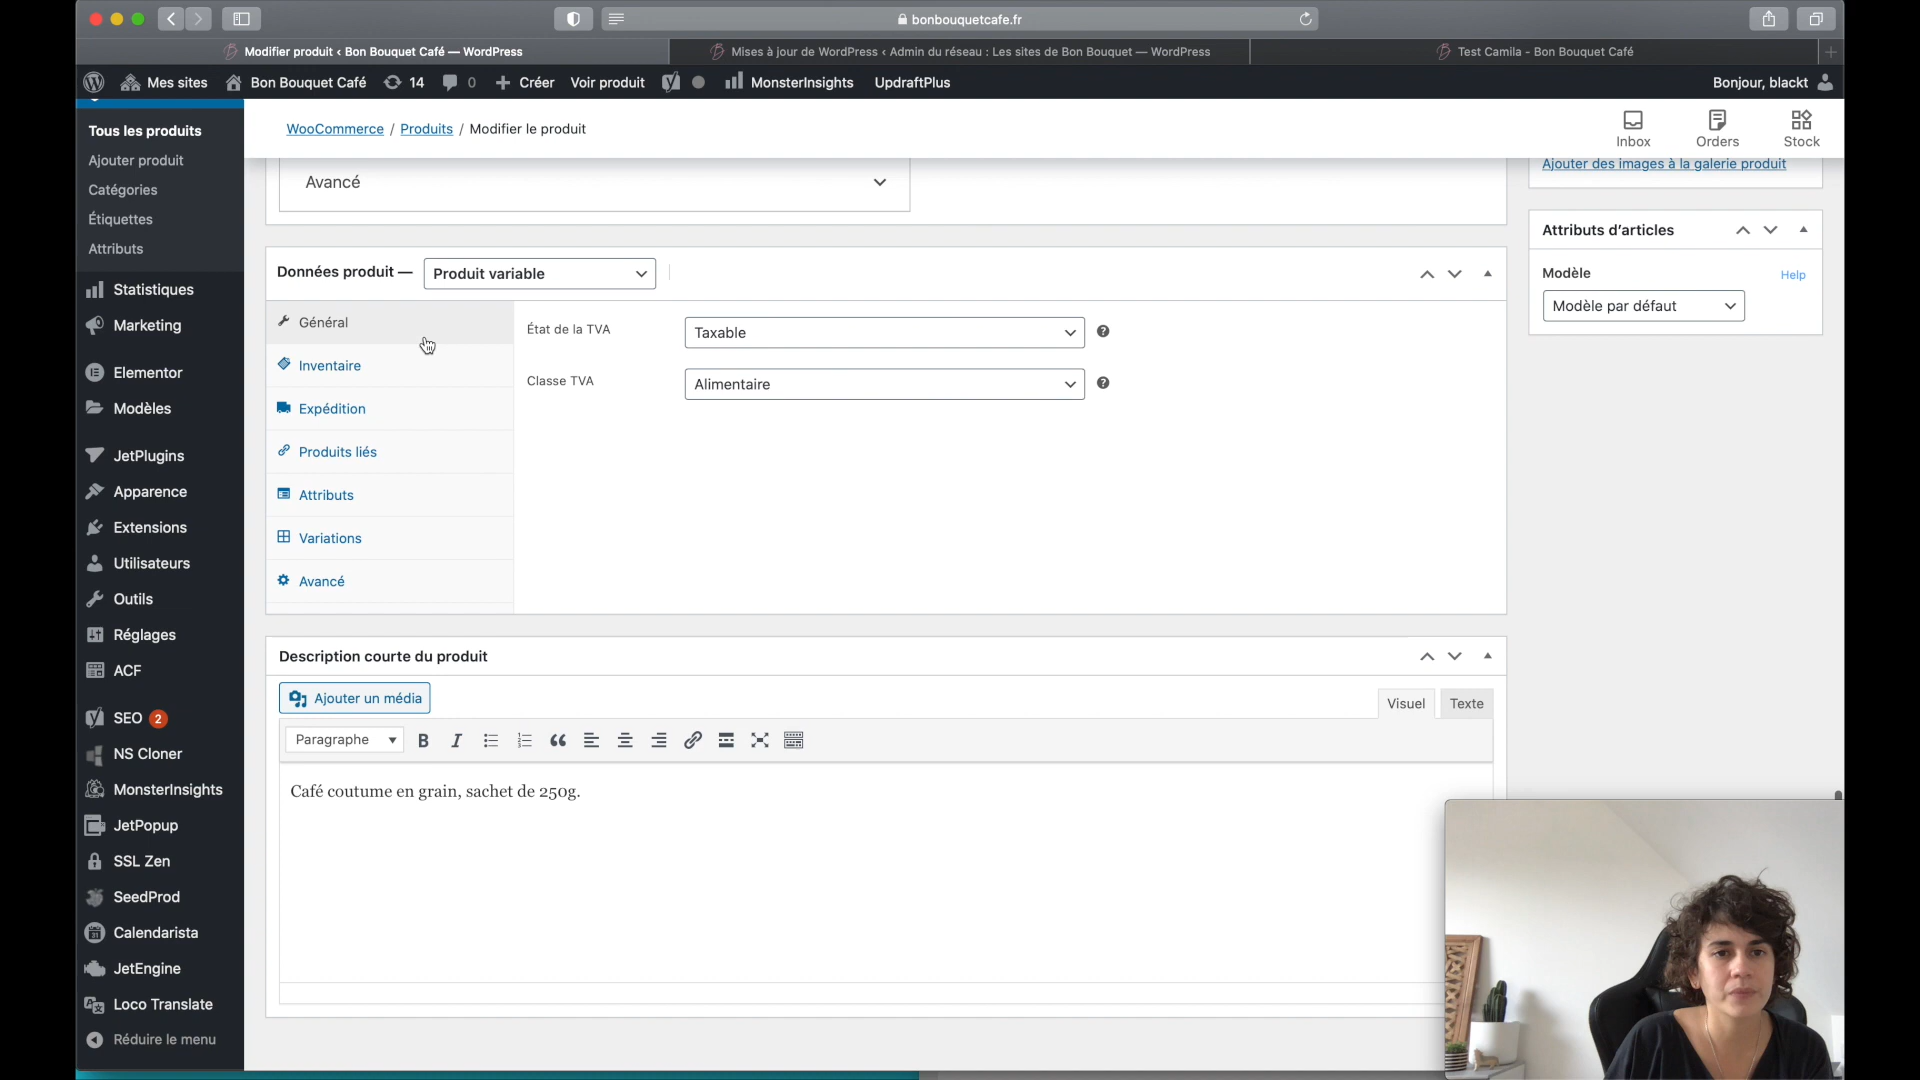 bonbouquetcafe.fr
Modifier produit ‹ Bon Bouquet Café — WordPress
Mises à jour de WordPress ‹ Admin du réseau : Les sites de Bon Bouquet — WordPress
Test Camila - Bon Bouquet Café
Mes sites
Bon Bouquet Café
14
0
Créer
Voir produit
MonsterInsights
UpdraftPlus
Bonjour, blackt
Tous les produits
Ajouter produit
Catégories
Étiquettes
Attributs
Statistiques
Marketing
Elementor
Modèles
JetPlugins
Apparence
Extensions
Utilisateurs
Outils
Réglages
ACF
SEO 2
NS Cloner
MonsterInsights
JetPopup
SSL Zen
SeedProd
Calendarista
JetEngine
Loco Translate
Réduire le menu
WooCommerce / Produits / Modifier le produit
Inbox
Orders
Stock
Avancé
Données produit — Produit variable
Général
Inventaire
Expédition
Produits liés
Attributs
Variations
Avancé
État de la TVA
Taxable
Classe TVA
Alimentaire
Description courte du produit
Ajouter un média
Visuel
Texte
Paragraphe
Café coutume en grain, sachet de 250g.
Ajouter des images à la galerie produit
Attributs d’articles
Modèle
Help
Modèle par défaut